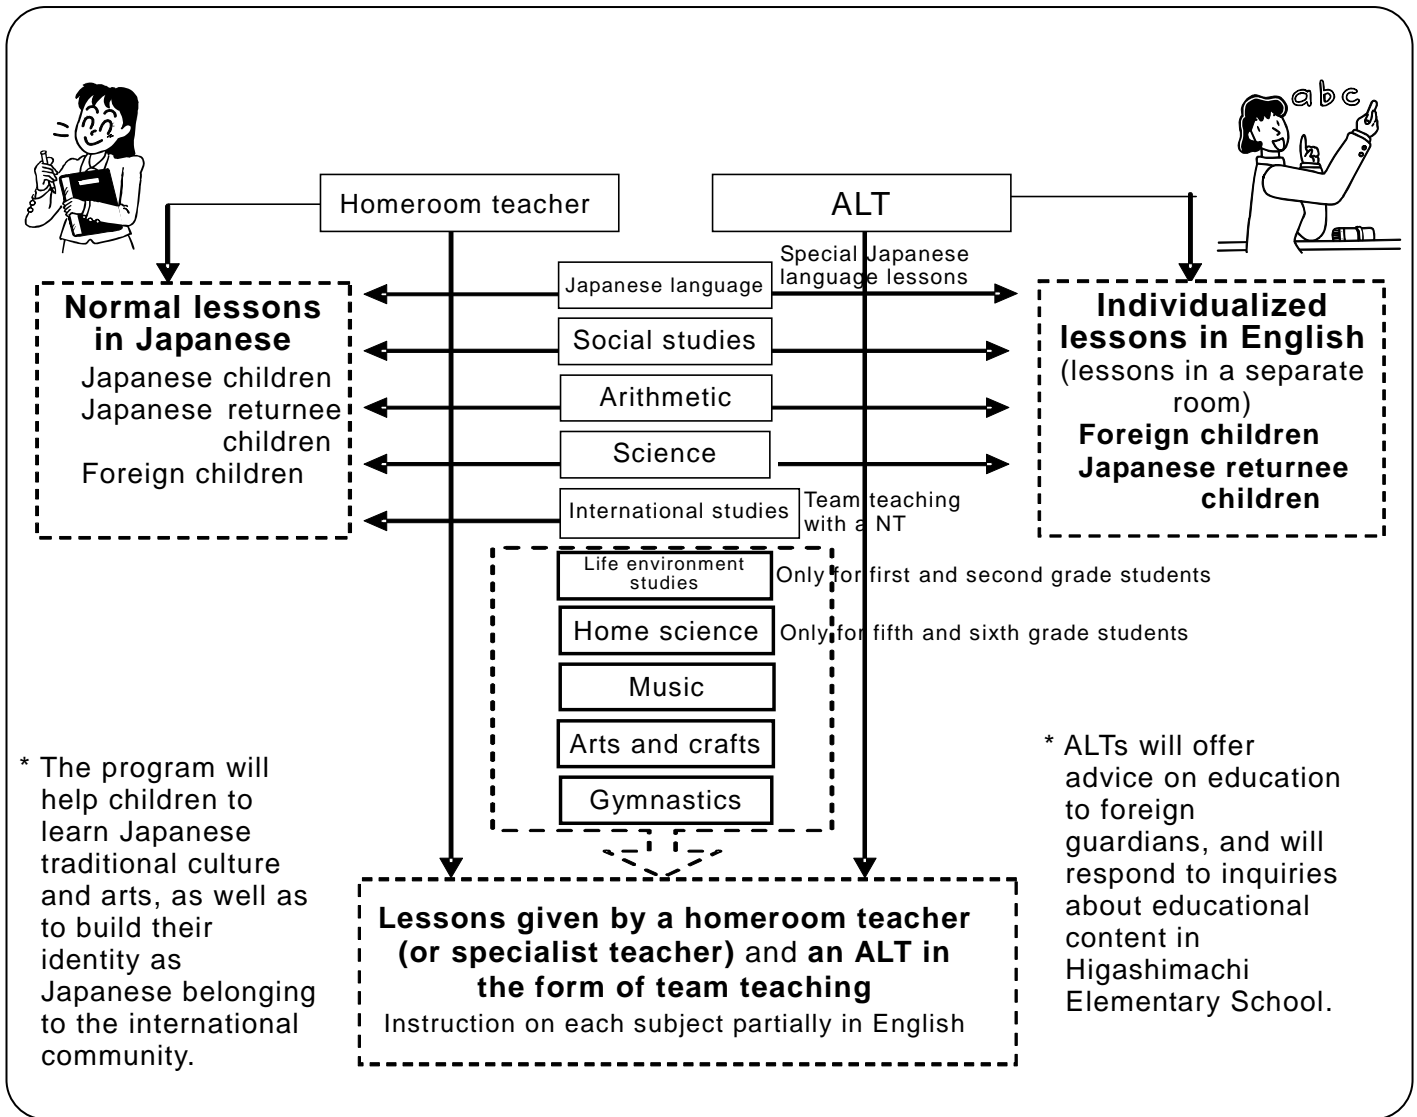 abc
Homeroom teacher
ALT
Normal lessons
in Japanese
Japanese children
Japanese returnee
children
Foreign children
Japanese language
Special Japanese
language lessons
Social studies
Arithmetic
Science
International studies
Team teaching
with a NT
Individualized
lessons in English
(lessons in a separate
room)
Foreign children
Japanese returnee
children
Life environment
studies
Only for first and second grade students
Home science
Only for fifth and sixth grade students
Music
Arts and crafts
Gymnastics
* The program will
help children to
learn Japanese
traditional culture
and arts, as well as
to build their
identity as
Japanese belonging
to the international
community.
Lessons given by a homeroom teacher
(or specialist teacher) and an ALT in
the form of team teaching
Instruction on each subject partially in English
* ALTs will offer
advice on education
to foreign
guardians, and will
respond to inquiries
about educational
content in
Higashimachi
Elementary School.